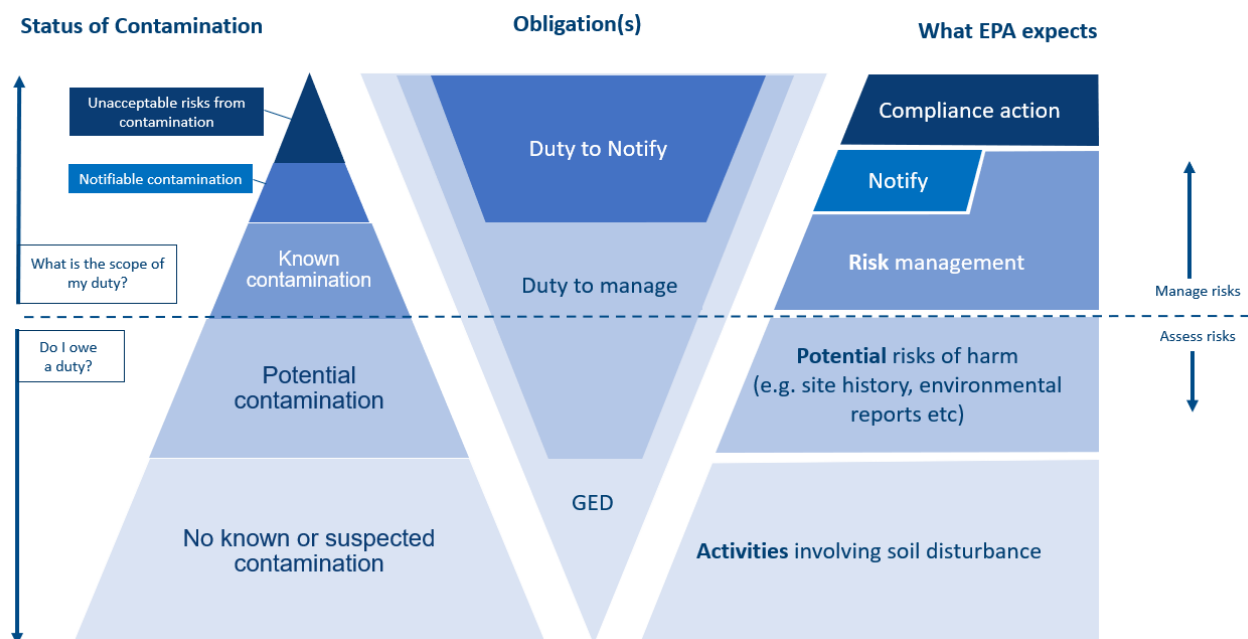 Status of Contamination
Obligation(s)
What EPA expects
Unacceptable risks from
contamination
Notifiable contamination
What is the scope of
my duty?
Known
contamination
Do I owe
a duty?
Potential
contamination
No known or suspected
contamination
Duty to Notify
Duty to manage
GED
Compliance action
Notify
Risk management
Manage risks
Assess risks
Potential risks of harm
(e.g. site history, environmental
reports etc)
Activities involving soil disturbance